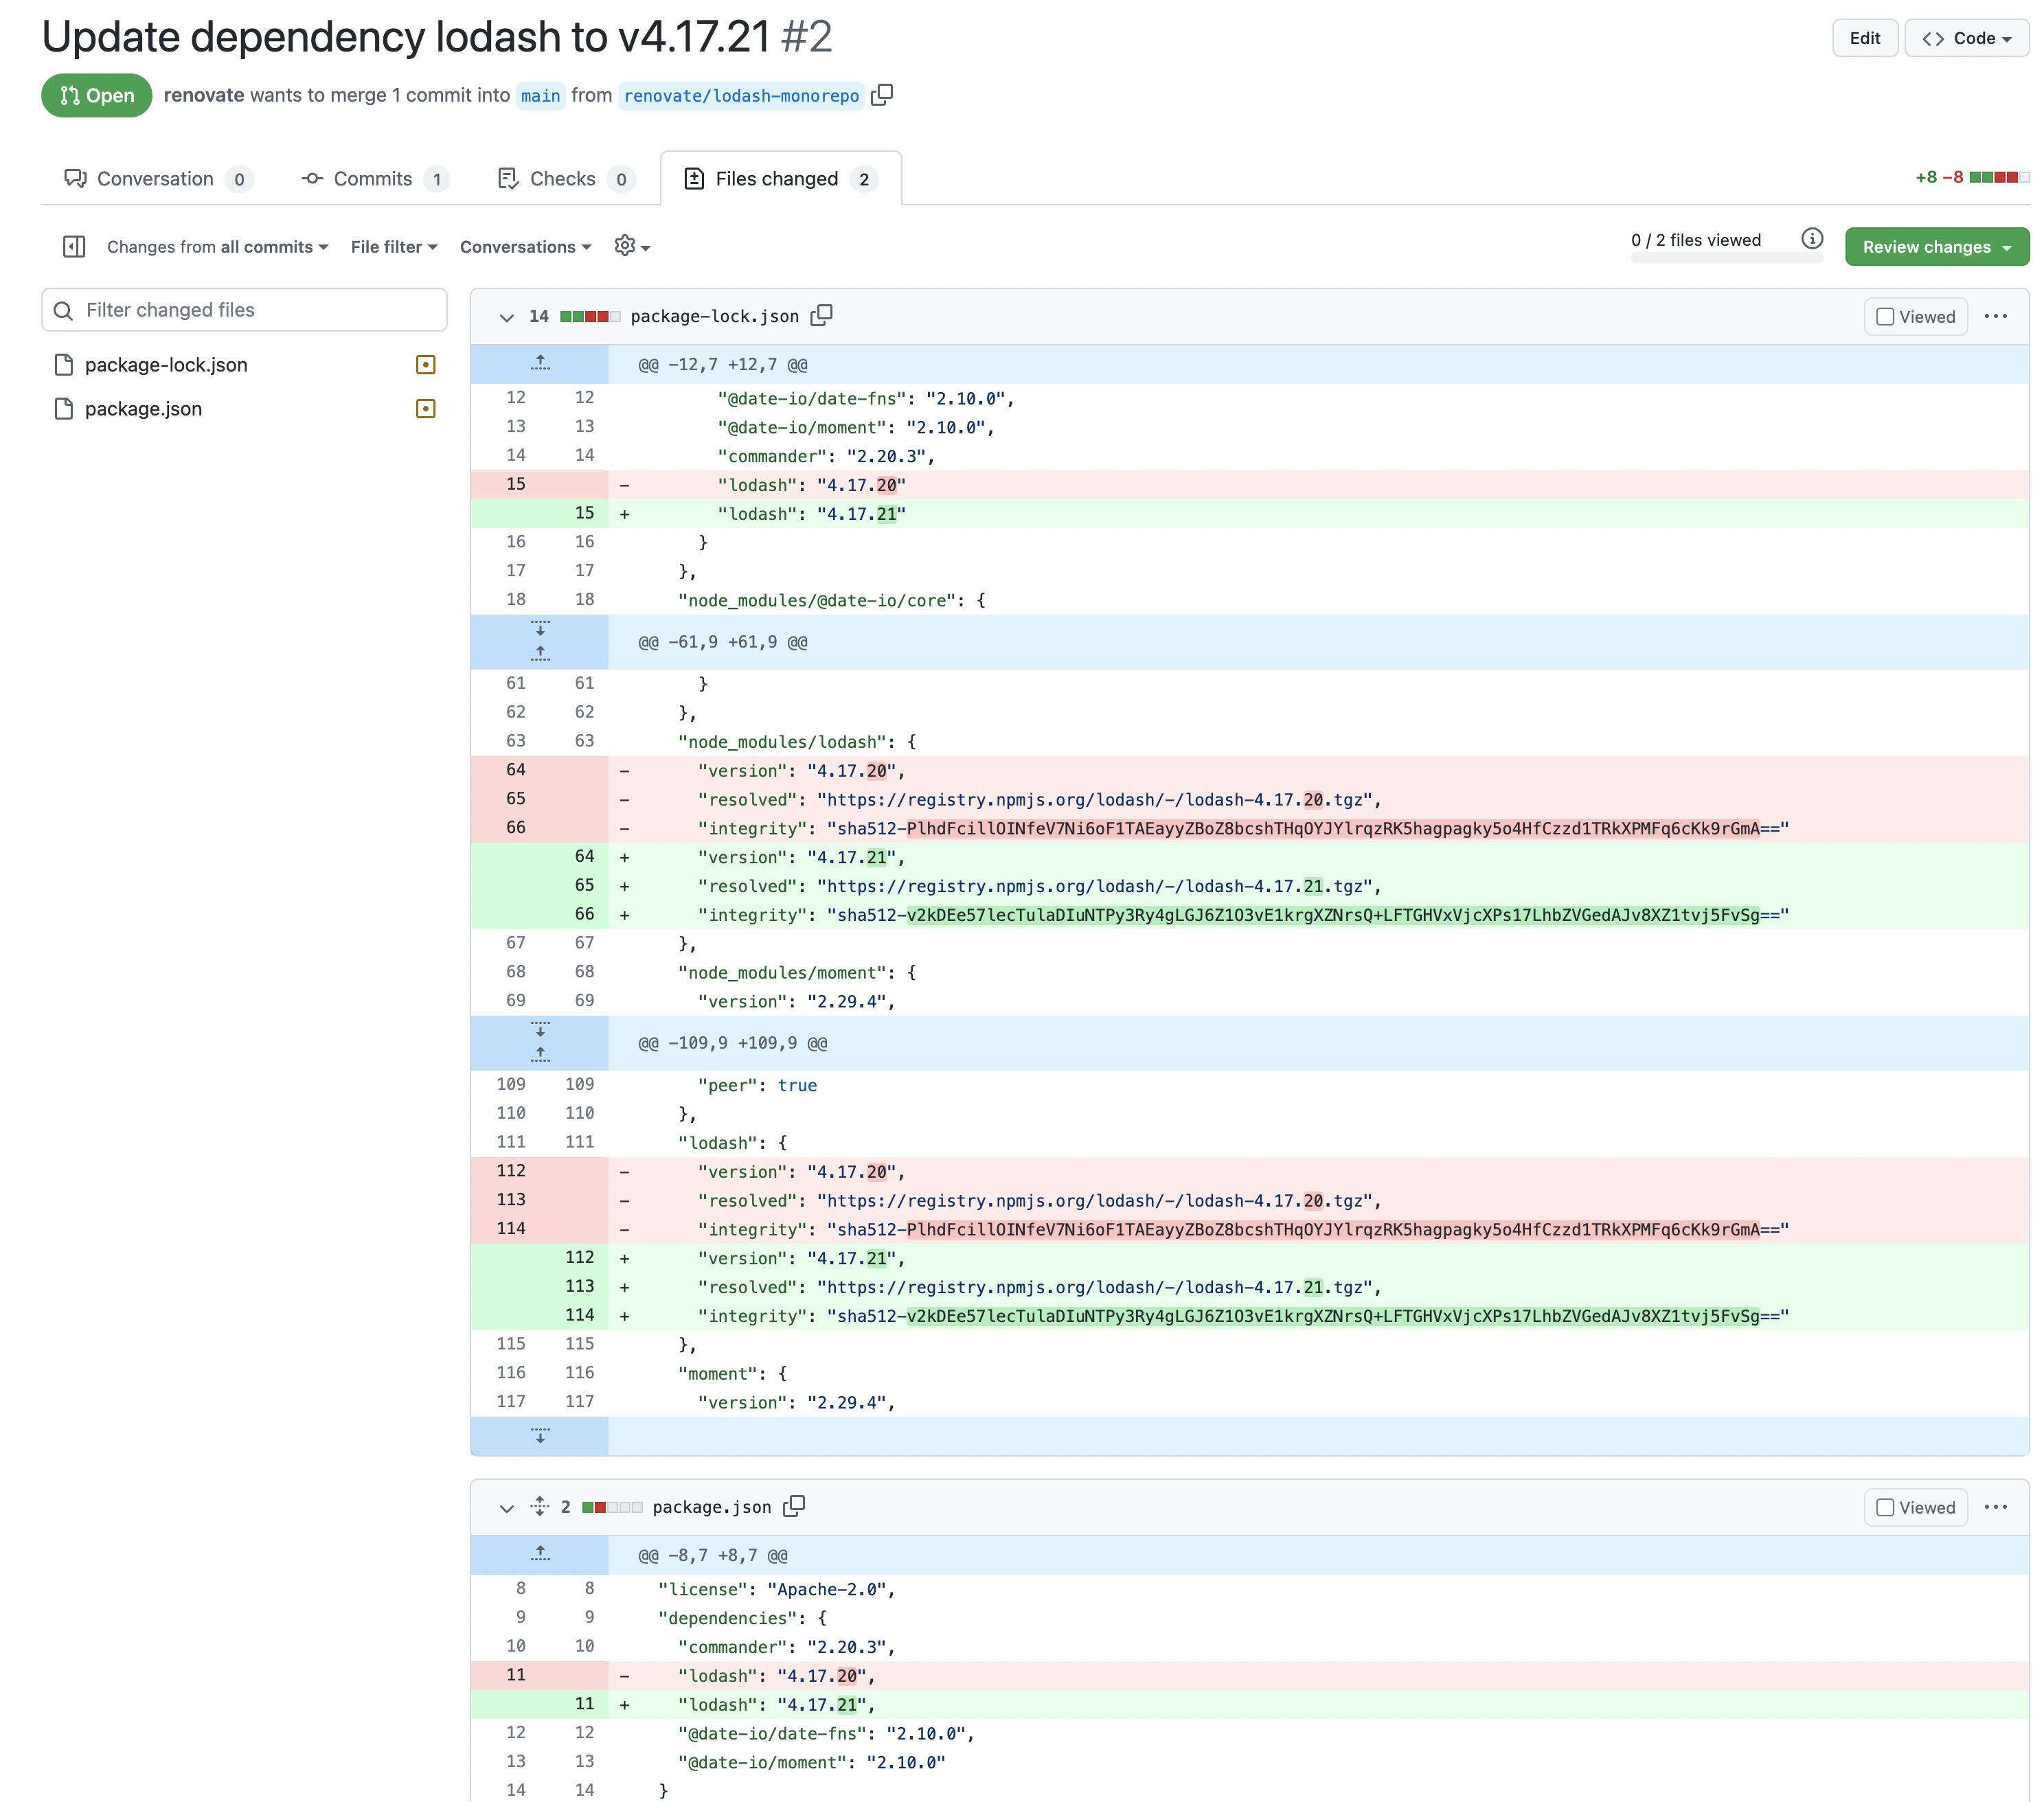 Update dependency lodash to v4.17.21 #2
Edit
Code
Open
renovate wants to merge 1 commit into main from renovate/lodash-monorepo
Conversation 0
Commits 1
Checks 0
Files changed 2
+8 −8
Changes from all commits
File filter
Conversations
0 / 2 files viewed
Review changes
Filter changed files
package-lock.json
package.json
14 package-lock.json
Viewed
@@ -12,7 +12,7 @@
12 12 "@date-io/date-fns": "2.10.0",
13 13 "@date-io/moment": "2.10.0",
14 14 "commander": "2.20.3",
15 - "lodash": "4.17.20"
15 + "lodash": "4.17.21"
16 16 }
17 17 },
18 18 "node_modules/@date-io/core": {
@@ -61,9 +61,9 @@
61 61 }
62 62 },
63 63 "node_modules/lodash": {
64 - "version": "4.17.20",
65 - "resolved": "https://registry.npmjs.org/lodash/-/lodash-4.17.20.tgz",
66 - "integrity": "sha512-PlhdFcillOINfeV7Ni6oF1TAEayyZBoZ8bcshTHqOYJYlrqzRK5hagpagky5o4HfCzzd1TRkXPMFq6cKk9rGmA=="
64 + "version": "4.17.21",
65 + "resolved": "https://registry.npmjs.org/lodash/-/lodash-4.17.21.tgz",
66 + "integrity": "sha512-v2kDEe57lecTulaDIuNTPy3Ry4gLGJ6Z1O3vE1krgXZNrsQ+LFTGHVxVjcXPs17LhbZVGedAJv8XZ1tvj5FvSg=="
67 67 },
68 68 "node_modules/moment": {
69 69 "version": "2.29.4",
@@ -109,9 +109,9 @@
109 109 "peer": true
110 110 },
111 111 "lodash": {
112 - "version": "4.17.20",
113 - "resolved": "https://registry.npmjs.org/lodash/-/lodash-4.17.20.tgz",
114 - "integrity": "sha512-PlhdFcillOINfeV7Ni6oF1TAEayyZBoZ8bcshTHqOYJYlrqzRK5hagpagky5o4HfCzzd1TRkXPMFq6cKk9rGmA=="
112 + "version": "4.17.21",
113 + "resolved": "https://registry.npmjs.org/lodash/-/lodash-4.17.21.tgz",
114 + "integrity": "sha512-v2kDEe57lecTulaDIuNTPy3Ry4gLGJ6Z1O3vE1krgXZNrsQ+LFTGHVxVjcXPs17LhbZVGedAJv8XZ1tvj5FvSg=="
115 115 },
116 116 "moment": {
117 117 "version": "2.29.4",
2 package.json
Viewed
@@ -8,7 +8,7 @@
8 8 "license": "Apache-2.0",
9 9 "dependencies": {
10 10 "commander": "2.20.3",
11 - "lodash": "4.17.20",
11 + "lodash": "4.17.21",
12 12 "@date-io/date-fns": "2.10.0",
13 13 "@date-io/moment": "2.10.0"
14 14 }